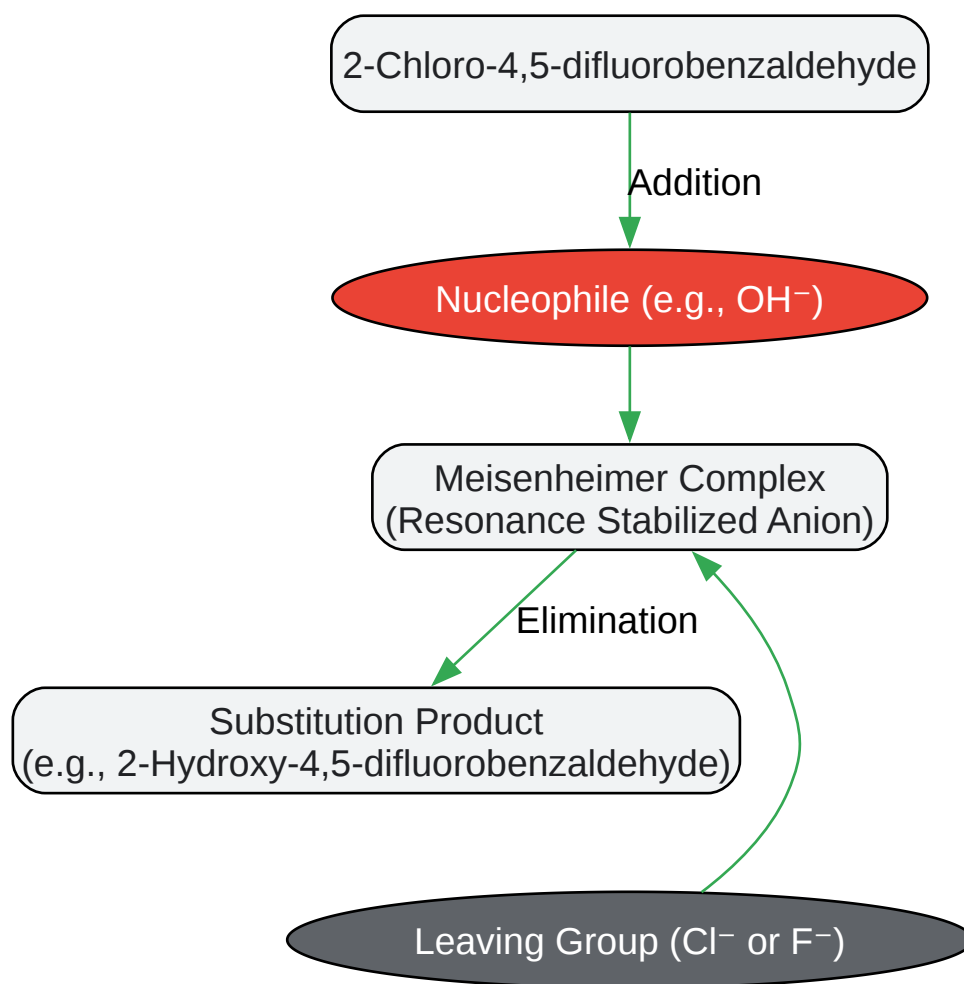 2-Chloro-4,5-difluorobenzaldehyde
Addition
Nucleophile (e.g., OH⁻)
Meisenheimer Complex
(Resonance Stabilized Anion)
Elimination
Substitution Product
(e.g., 2-Hydroxy-4,5-difluorobenzaldehyde)
Leaving Group (Cl⁻ or F⁻)